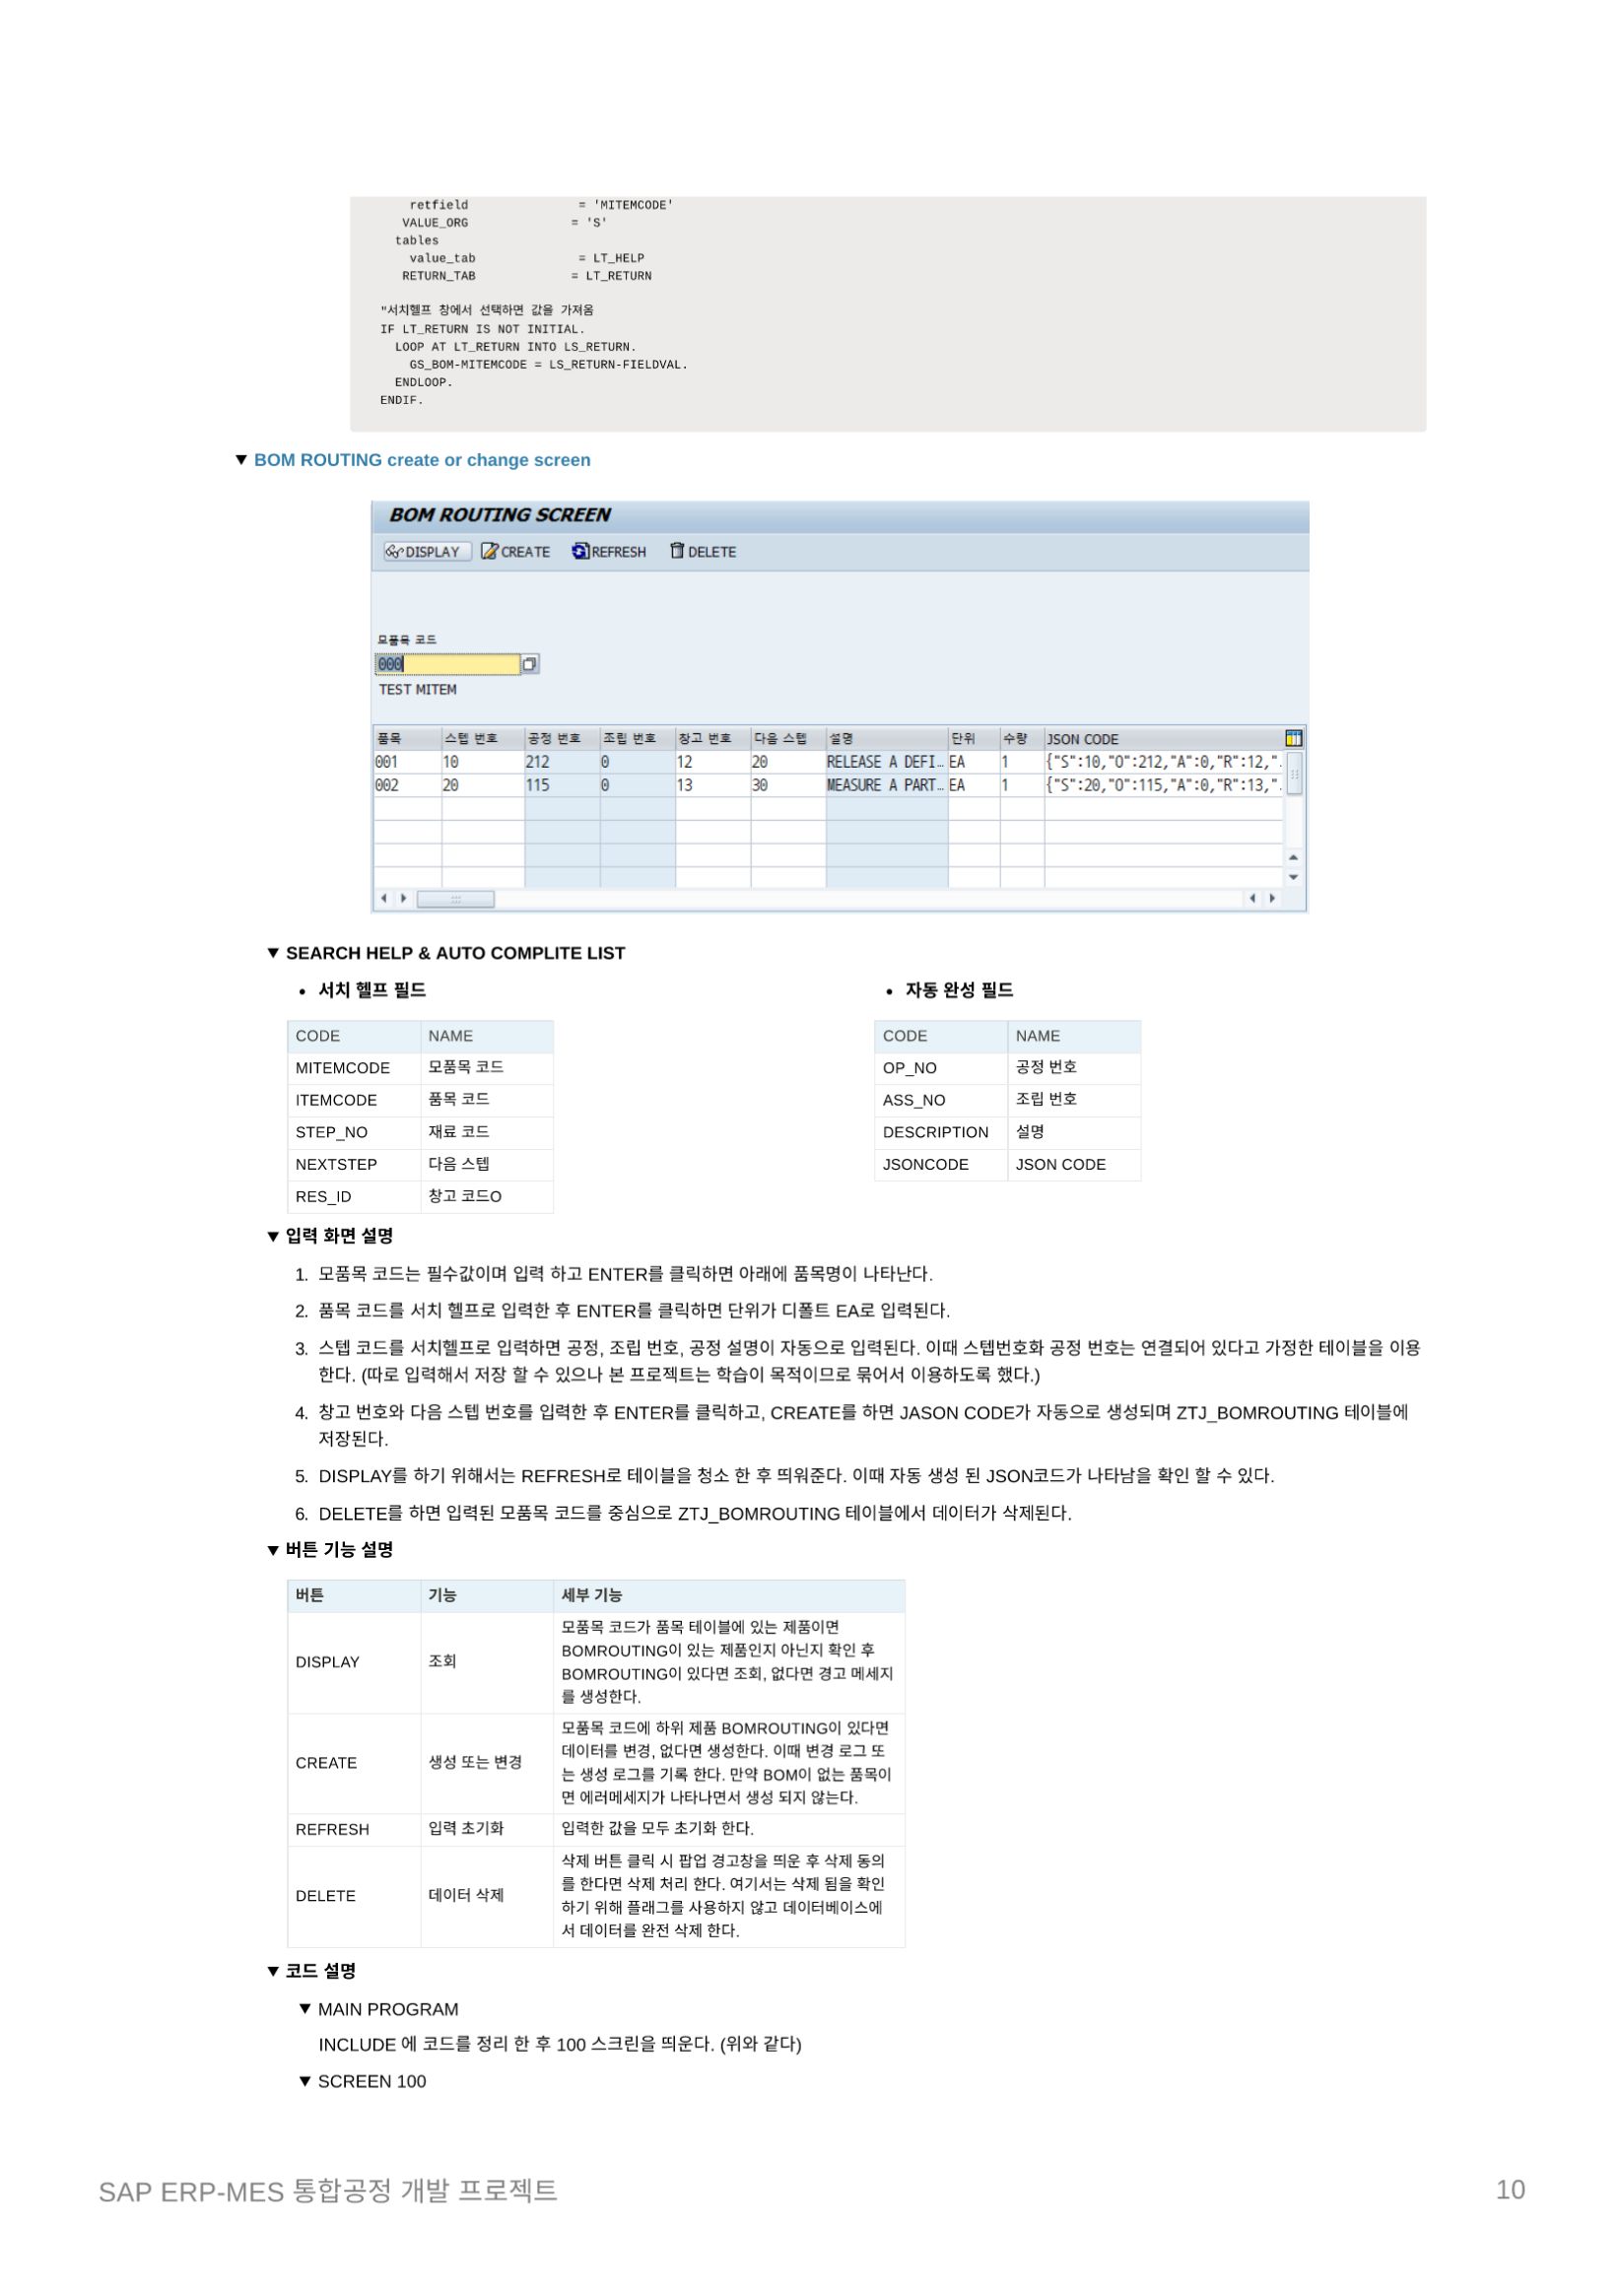 retfield = 'MITEMCODE'
VALUE_ORG = 'S'
tables
value_tab = LT_HELP
RETURN_TAB = LT_RETURN
"서치헬프 창에서 선택하면 값을 가져옴
IF LT_RETURN IS NOT INITIAL.
LOOP AT LT_RETURN INTO LS_RETURN.
GS_BOM-MITEMCODE = LS_RETURN-FIELDVAL.
ENDLOOP.
ENDIF.
▼ BOM ROUTING create or change screen
BOM ROUTING SCREEN
DISPLAY CREATE REFRESH DELETE
모품목 코드
000
TEST MITEM
품목 스텝 번호 공정 번호 조립 번호 창고 번호 다음 스텝 설명 단위 수량 JSON CODE
001 10 212 0 12 20 RELEASE A DEFI… EA 1 {"S":10,"O":212,"A":0,"R":12,".
002 20 115 0 13 30 MEASURE A PART… EA 1 {"S":20,"O":115,"A":0,"R":13,".
▼ SEARCH HELP & AUTO COMPLITE LIST
• 서치 헬프 필드
CODE NAME
MITEMCODE 모품목 코드
ITEMCODE 품목 코드
STEP_NO 재료 코드
NEXTSTEP 다음 스텝
RES_ID 창고 코드O
• 자동 완성 필드
CODE NAME
OP_NO 공정 번호
ASS_NO 조립 번호
DESCRIPTION 설명
JSONCODE JSON CODE
▼ 입력 화면 설명
1. 모품목 코드는 필수값이며 입력 하고 ENTER를 클릭하면 아래에 품목명이 나타난다.
2. 품목 코드를 서치 헬프로 입력한 후 ENTER를 클릭하면 단위가 디폴트 EA로 입력된다.
3. 스텝 코드를 서치헬프로 입력하면 공정, 조립 번호, 공정 설명이 자동으로 입력된다. 이때 스텝번호화 공정 번호는 연결되어 있다고 가정한 테이블을 이용
한다. (따로 입력해서 저장 할 수 있으나 본 프로젝트는 학습이 목적이므로 묶어서 이용하도록 했다.)
4. 창고 번호와 다음 스텝 번호를 입력한 후 ENTER를 클릭하고, CREATE를 하면 JASON CODE가 자동으로 생성되며 ZTJ_BOMROUTING 테이블에
저장된다.
5. DISPLAY를 하기 위해서는 REFRESH로 테이블을 청소 한 후 띄워준다. 이때 자동 생성 된 JSON코드가 나타남을 확인 할 수 있다.
6. DELETE를 하면 입력된 모품목 코드를 중심으로 ZTJ_BOMROUTING 테이블에서 데이터가 삭제된다.
▼ 버튼 기능 설명
버튼 기능 세부 기능
DISPLAY 조회 모품목 코드가 품목 테이블에 있는 제품이면
BOMROUTING이 있는 제품인지 아닌지 확인 후
BOMROUTING이 있다면 조회, 없다면 경고 메세지
를 생성한다.
CREATE 생성 또는 변경 모품목 코드에 하위 제품 BOMROUTING이 있다면
데이터를 변경, 없다면 생성한다. 이때 변경 로그 또
는 생성 로그를 기록 한다. 만약 BOM이 없는 품목이
면 에러메세지가 나타나면서 생성 되지 않는다.
REFRESH 입력 초기화 입력한 값을 모두 초기화 한다.
DELETE 데이터 삭제 삭제 버튼 클릭 시 팝업 경고창을 띄운 후 삭제 동의
를 한다면 삭제 처리 한다. 여기서는 삭제 됨을 확인
하기 위해 플래그를 사용하지 않고 데이터베이스에
서 데이터를 완전 삭제 한다.
▼ 코드 설명
▼ MAIN PROGRAM
INCLUDE 에 코드를 정리 한 후 100 스크린을 띄운다. (위와 같다)
▼ SCREEN 100
SAP ERP-MES 통합공정 개발 프로젝트 10